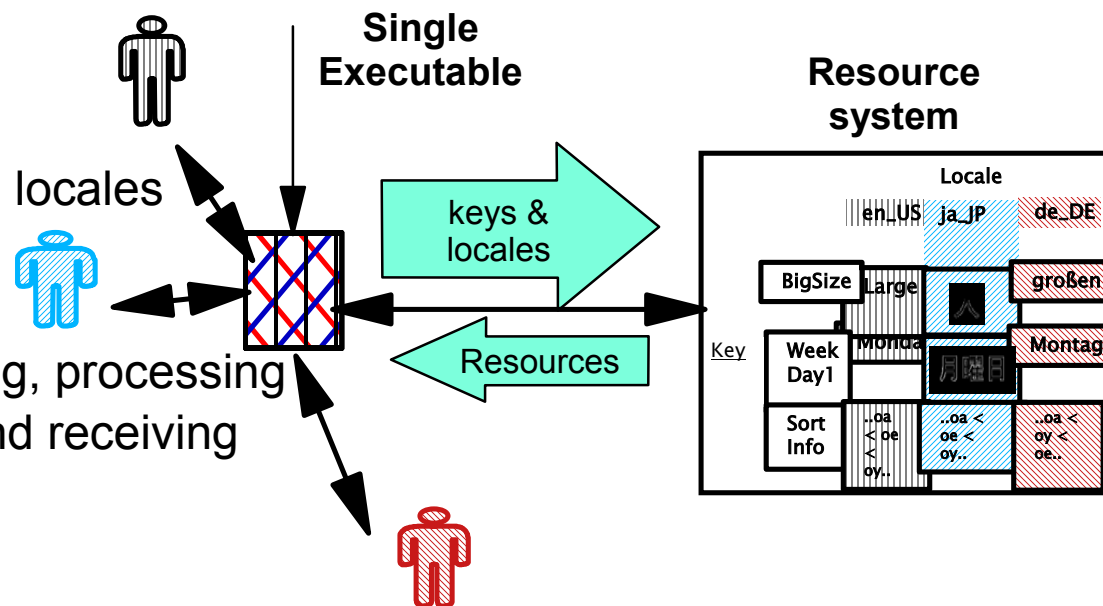 Single
Executable
Resource
system
locales
keys &
locales
Resources
g, processing
nd receiving
Locale
en_US
ja_JP
de_DE
Key
BigSize
Large
großen
Week
Day1
Monda
月曜日
Montag
Sort
Info
..oa
< oe
<
oy..
..oa <
oe <
oy..
..oa <
oy <
oe..